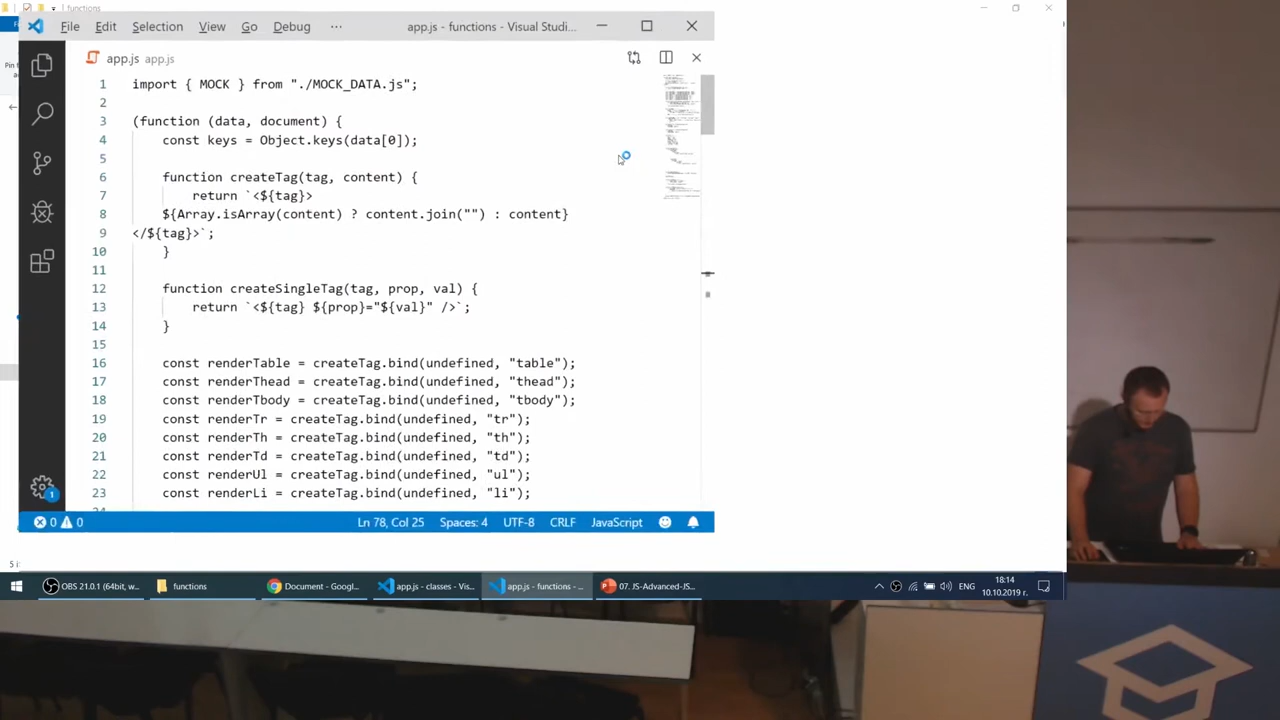 functions
File Edit Selection View Go Debug ··· app.js - functions - Visual Studi...
app.js app.js
1 import { MOCK } from "./MOCK_DATA.js";
2
3 (function (data, document) {
4 const keys = Object.keys(data[0]);
5
6 function createTag(tag, content) {
7 return `<${tag}>
8 ${Array.isArray(content) ? content.join("") : content}
9 </${tag}>`;
10 }
11
12 function createSingleTag(tag, prop, val) {
13 return `<${tag} ${prop}="${val}" />`;
14 }
15
16 const renderTable = createTag.bind(undefined, "table");
17 const renderThead = createTag.bind(undefined, "thead");
18 const renderTbody = createTag.bind(undefined, "tbody");
19 const renderTr = createTag.bind(undefined, "tr");
20 const renderTh = createTag.bind(undefined, "th");
21 const renderTd = createTag.bind(undefined, "td");
22 const renderUl = createTag.bind(undefined, "ul");
23 const renderLi = createTag.bind(undefined, "li");
1
0 0 Ln 78, Col 25 Spaces: 4 UTF-8 CRLF JavaScript
OBS 21.0.1 (64bit, w... functions Document - Googl... app.js - classes - Vis... app.js - functions - ... 07. JS-Advanced-JS... ЕНГ 18:14
10.10.2019 г.